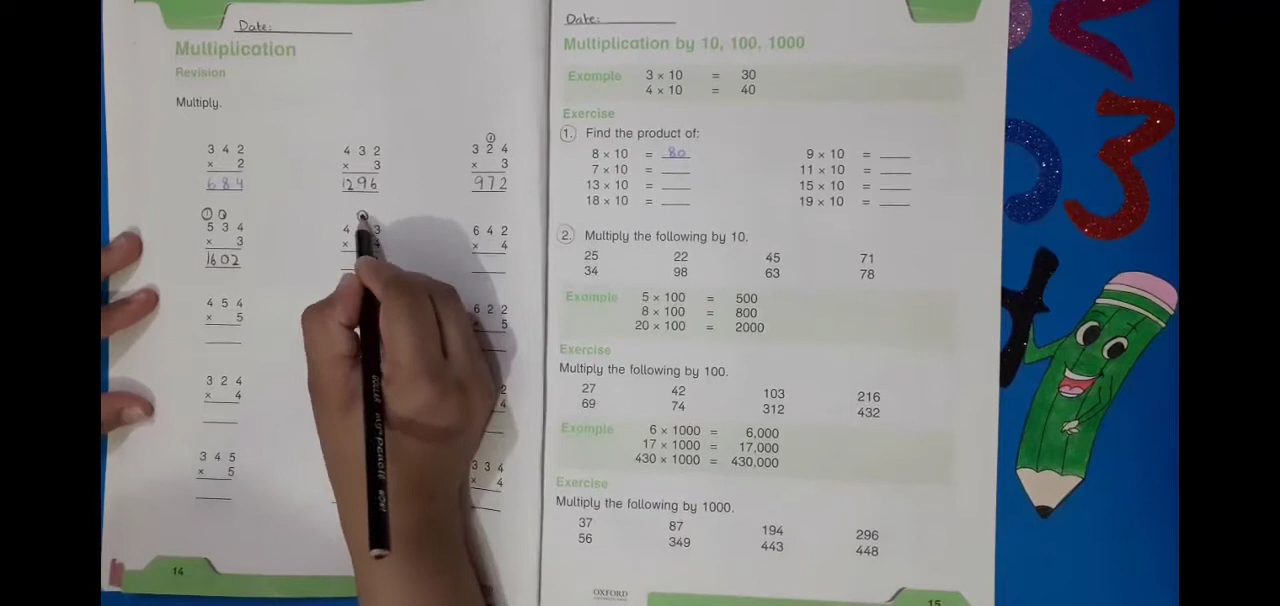 Date:
Multiplication
Revision
Multiply.
3 4 2
× 2
6 8 4
4 3 2
× 3
1296
①
3 2 4
× 3
972
① ①
5 3 4
× 3
1602
4 3
× 4
6 4 2
× 4
4 5 4
× 5
6 2 2
5
3 2 4
× 4
2
4
3 4 5
× 5
3 3 4
× 4
14
Date:
Multiplication by 10, 100, 1000
Example 3 × 10 = 30
4 × 10 = 40
Exercise
1. Find the product of:
8 × 10 = 80 9 × 10 =
7 × 10 = 11 × 10 =
13 × 10 = 15 × 10 =
18 × 10 = 19 × 10 =
2. Multiply the following by 10.
25 22 45 71
34 98 63 78
Example 5 × 100 = 500
8 × 100 = 800
20 × 100 = 2000
Exercise
Multiply the following by 100.
27 42 103 216
69 74 312 432
Example 6 × 1000 = 6,000
17 × 1000 = 17,000
430 × 1000 = 430,000
Exercise
Multiply the following by 1000.
37 87 194 296
56 349 443 448
OXFORD
15